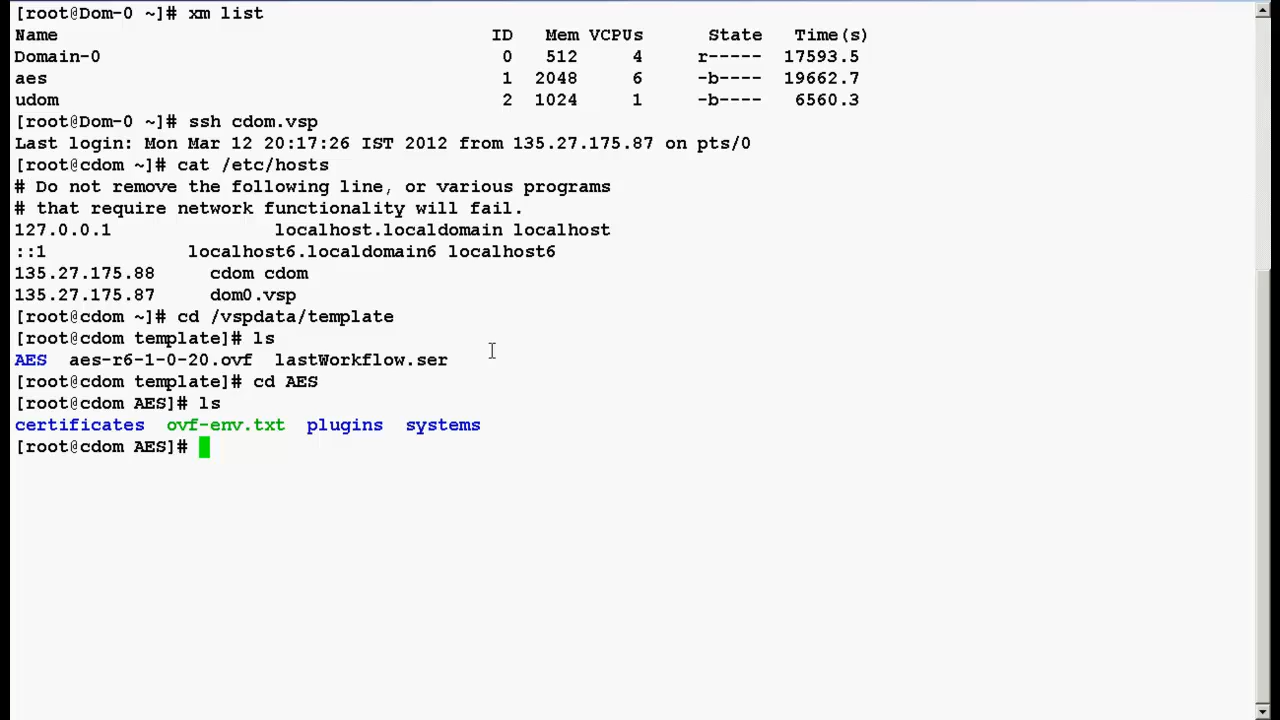 [root@Dom-0 ~]# xm list
Name                                        ID   Mem VCPUs      State   Time(s)
Domain-0                                     0   512     4     r-----  17593.5
aes                                          1  2048     6     -b----  19662.7
udom                                         2  1024     1     -b----   6560.3
[root@Dom-0 ~]# ssh cdom.vsp
Last login: Mon Mar 12 20:17:26 IST 2012 from 135.27.175.87 on pts/0
[root@cdom ~]# cat /etc/hosts
# Do not remove the following line, or various programs
# that require network functionality will fail.
127.0.0.1               localhost.localdomain localhost
::1             localhost6.localdomain6 localhost6
135.27.175.88     cdom cdom
135.27.175.87     dom0.vsp
[root@cdom ~]# cd /vspdata/template
[root@cdom template]# ls
AES  aes-r6-1-0-20.ovf  lastWorkflow.ser
[root@cdom template]# cd AES
[root@cdom AES]# ls
certificates  ovf-env.txt  plugins  systems
[root@cdom AES]#